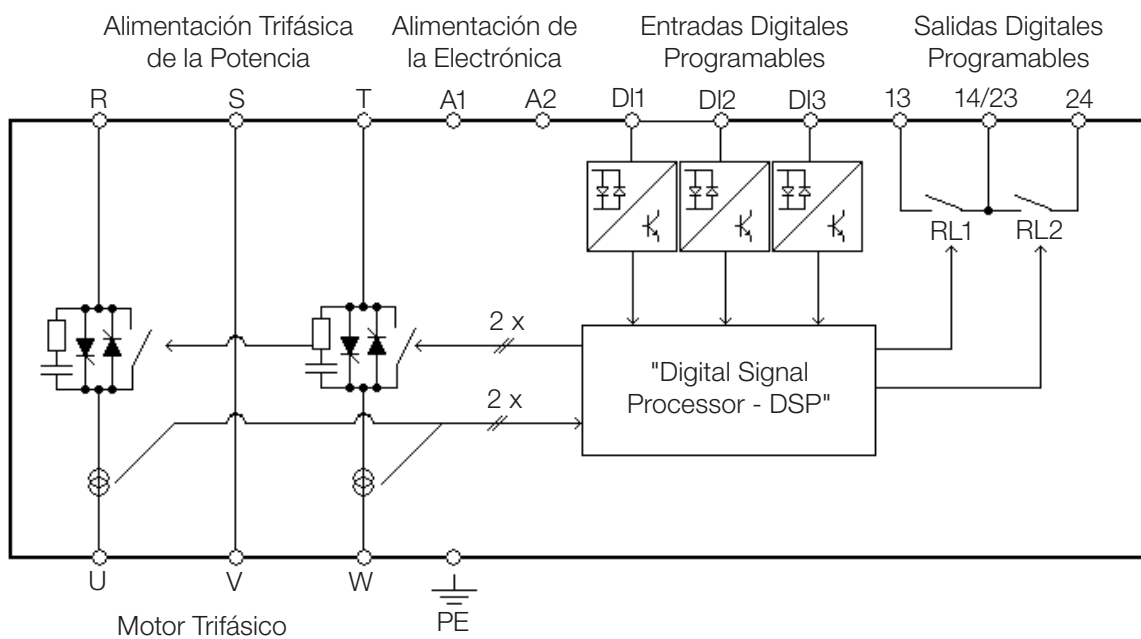 Alimentación Trifásica
de la Potencia
Alimentación de
la Electrónica
Entradas Digitales
Programables
Salidas Digitales
Programables
R S T A1 A2 DI1 DI2 DI3 13 14/23 24
RL1 RL2
2 x
"Digital Signal
Processor - DSP"
2 x
U V W PE
Motor Trifásico